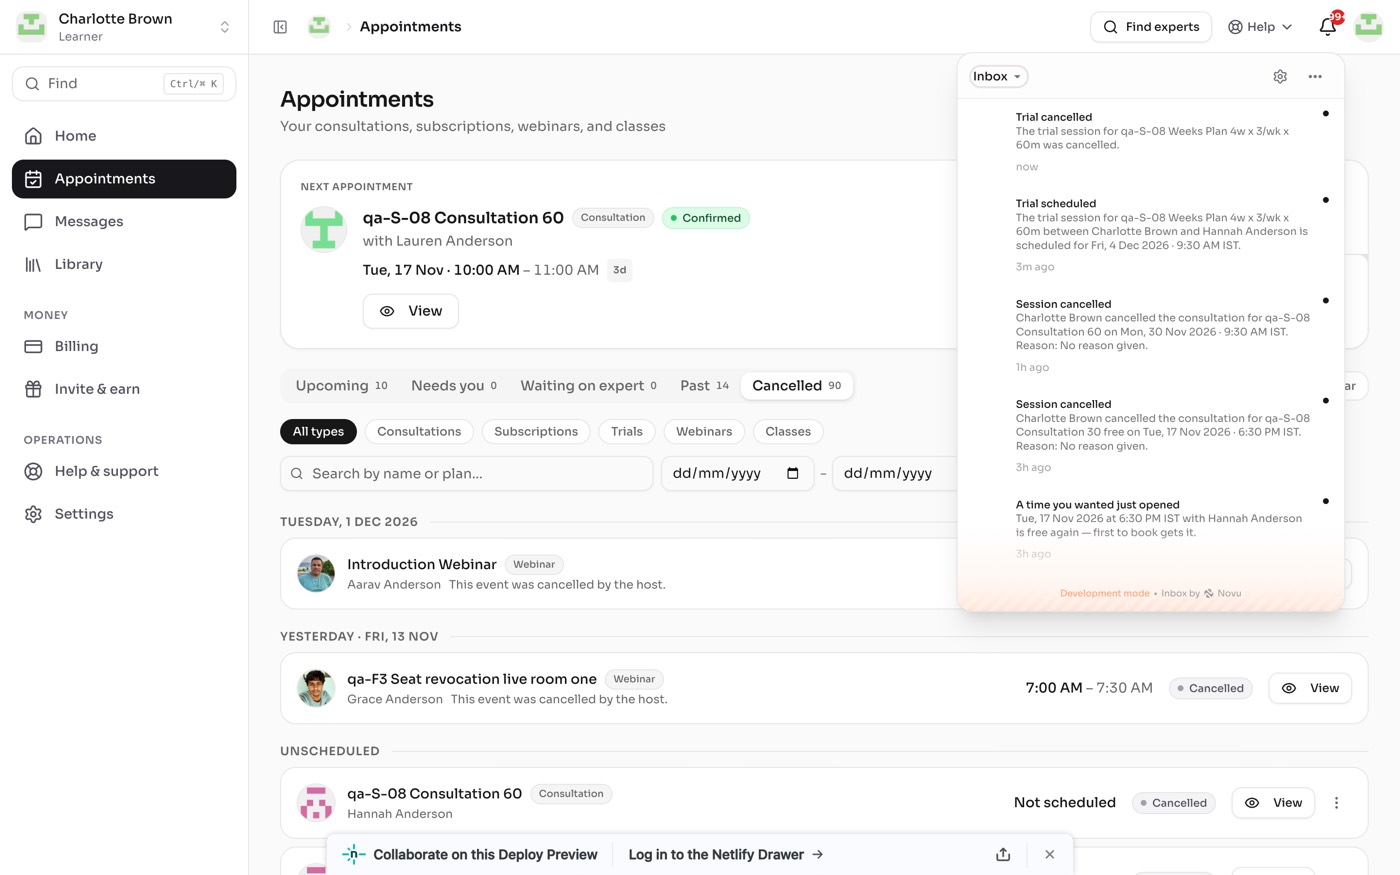 Charlotte Brown
Learner
Find
Ctrl/⌘ K
Home
Appointments
Messages
Library
MONEY
Billing
Invite & earn
OPERATIONS
Help & support
Settings
Appointments
Find experts
Help
99+
Appointments
Your consultations, subscriptions, webinars, and classes
NEXT APPOINTMENT
qa-S-08 Consultation 60 Consultation Confirmed
with Lauren Anderson
Tue, 17 Nov · 10:00 AM – 11:00 AM 3d
View
Upcoming 10 Needs you 0 Waiting on expert 0 Past 14 Cancelled 90
All types Consultations Subscriptions Trials Webinars Classes
Search by name or plan... dd/mm/yyyy – dd/mm/yyyy
TUESDAY, 1 DEC 2026
Introduction Webinar Webinar
Aarav Anderson This event was cancelled by the host.
YESTERDAY · FRI, 13 NOV
qa-F3 Seat revocation live room one Webinar
Grace Anderson This event was cancelled by the host.
7:00 AM – 7:30 AM Cancelled View
UNSCHEDULED
qa-S-08 Consultation 60 Consultation
Hannah Anderson
Not scheduled Cancelled View
Inbox
Trial cancelled
The trial session for qa-S-08 Weeks Plan 4w x 3/wk x
60m was cancelled.
now
Trial scheduled
The trial session for qa-S-08 Weeks Plan 4w x 3/wk x
60m between Charlotte Brown and Hannah Anderson is
scheduled for Fri, 4 Dec 2026 · 9:30 AM IST.
3m ago
Session cancelled
Charlotte Brown cancelled the consultation for qa-S-08
Consultation 60 on Mon, 30 Nov 2026 · 9:30 AM IST.
Reason: No reason given.
1h ago
Session cancelled
Charlotte Brown cancelled the consultation for qa-S-08
Consultation 30 free on Tue, 17 Nov 2026 · 6:30 PM IST.
Reason: No reason given.
3h ago
A time you wanted just opened
Tue, 17 Nov 2026 at 6:30 PM IST with Hannah Anderson
is free again — first to book gets it.
3h ago
Development mode • Inbox by Novu
Collaborate on this Deploy Preview
Log in to the Netlify Drawer →